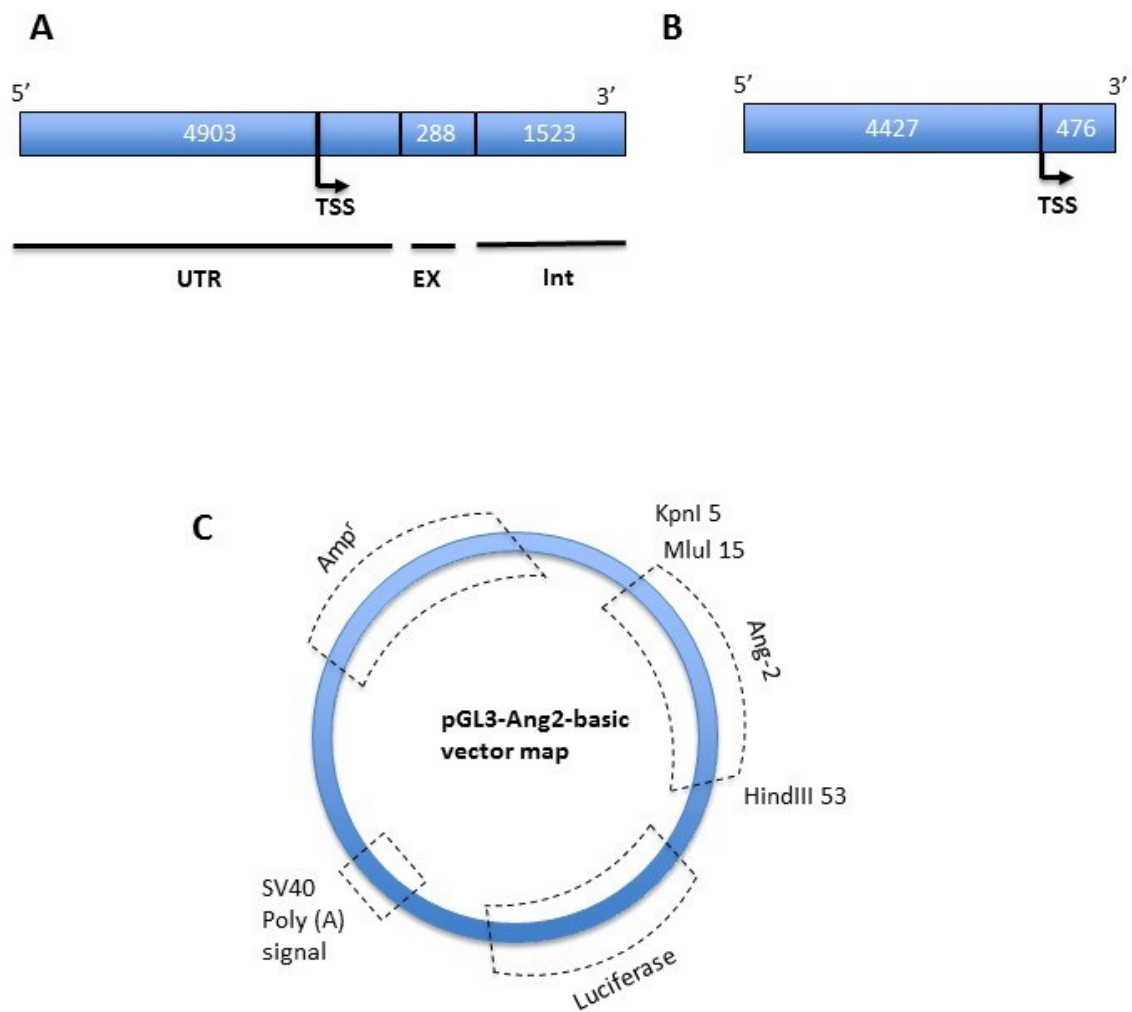 A
5’
3’
4903
288
1523
TSS
UTR
EX
Int
B
5’
3’
4427
476
TSS
C
Ampr
KpnI 5
MluI 15
Ang-2
pGL3-Ang2-basic
vector map
HindIII 53
SV40
Poly (A)
signal
Luciferase